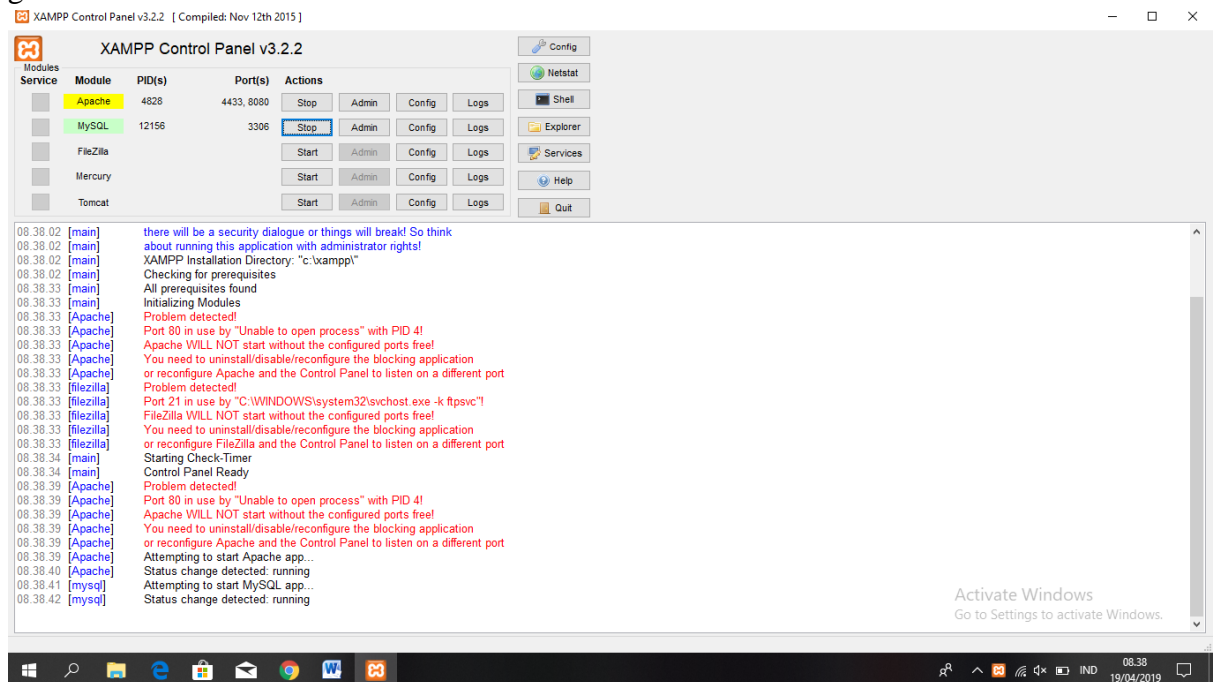 XAMPP Control Panel v3.2.2 [ Compiled: Nov 12th 2015 ]
XAMPP Control Panel v3.2.2
Config
Modules
Service Module PID(s) Port(s) Actions
Netstat
Apache 4828 4433, 8080 Stop Admin Config Logs
Shell
MySQL 12156 3306 Stop Admin Config Logs
Explorer
FileZilla Start Admin Config Logs
Services
Mercury Start Admin Config Logs
Help
Tomcat Start Admin Config Logs
Quit
08.38.02 [main] there will be a security dialogue or things will break! So think
08.38.02 [main] about running this application with administrator rights!
08.38.02 [main] XAMPP Installation Directory: "c:\xampp\"
08.38.02 [main] Checking for prerequisites
08.38.33 [main] All prerequisites found
08.38.33 [main] Initializing Modules
08.38.33 [Apache] Problem detected!
08.38.33 [Apache] Port 80 in use by "Unable to open process" with PID 4!
08.38.33 [Apache] Apache WILL NOT start without the configured ports free!
08.38.33 [Apache] You need to uninstall/disable/reconfigure the blocking application
08.38.33 [Apache] or reconfigure Apache and the Control Panel to listen on a different port
08.38.33 [filezilla] Problem detected!
08.38.33 [filezilla] Port 21 in use by "C:\WINDOWS\system32\svchost.exe -k ftpsvc"!
08.38.33 [filezilla] FileZilla WILL NOT start without the configured ports free!
08.38.33 [filezilla] You need to uninstall/disable/reconfigure the blocking application
08.38.33 [filezilla] or reconfigure FileZilla and the Control Panel to listen on a different port
08.38.34 [main] Starting Check-Timer
08.38.34 [main] Control Panel Ready
08.38.39 [Apache] Problem detected!
08.38.39 [Apache] Port 80 in use by "Unable to open process" with PID 4!
08.38.39 [Apache] Apache WILL NOT start without the configured ports free!
08.38.39 [Apache] You need to uninstall/disable/reconfigure the blocking application
08.38.39 [Apache] or reconfigure Apache and the Control Panel to listen on a different port
08.38.39 [Apache] Attempting to start Apache app...
08.38.40 [Apache] Status change detected: running
08.38.41 [mysql] Attempting to start MySQL app...
08.38.42 [mysql] Status change detected: running
Activate Windows
Go to Settings to activate Windows.
IND
08.38
19/04/2019